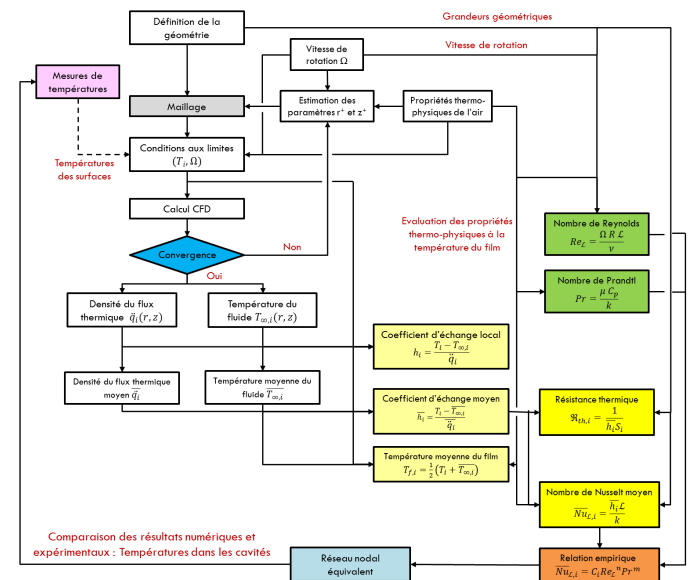 Définition de la
géométrie
Grandeurs géométriques
Vitesse de
rotation Ω
Vitesse de rotation
Mesures de
températures
Maillage
Estimation des
paramètres r⁺ et z⁺
Propriétés thermo-
physiques de l'air
Températures
des surfaces
Conditions aux limites
(T_i, Ω)
Calcul CFD
Convergence
Non
Oui
Evaluation des propriétés
thermo-physiques à la
température du film
Nombre de Reynolds
Re_ℒ = Ω R ℒ / ν
Nombre de Prandtl
Pr = μ C_p / k
Densité du flux
thermique q̈_i(r, z)
Température du
fluide T_∞,i(r, z)
Coefficient d'échange local
h_i = T_i − T_∞,i / q̈_i
Densité du flux thermique
moyen q̈̅_i
Température moyenne du
fluide T̅_∞,i
Coefficient d'échange moyen
h̅_i = T_i − T̅_∞,i / q̈̅_i
Résistance thermique
ℜ_th,i = 1 / h̅_i S_i
Température moyenne du film
T_f,i = ½ (T_i + T̅_∞,i)
Nombre de Nusselt moyen
N̅u̅_ℒ,i = h̅_i ℒ / k
Comparaison des résultats numériques et
expérimentaux : Températures dans les cavités
Réseau nodal
équivalent
Relation empirique
N̅u̅_ℒ,i = C_i Re_ℒ^n Pr^m